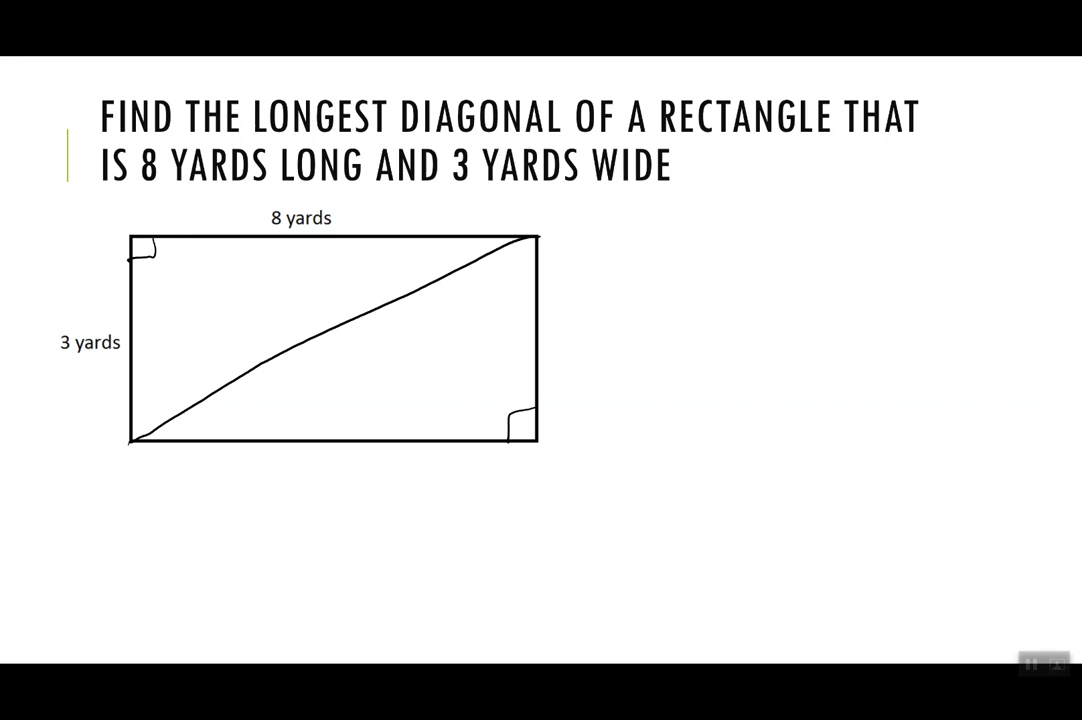 FIND THE LONGEST DIAGONAL OF A RECTANGLE THAT
IS 8 YARDS LONG AND 3 YARDS WIDE
8 yards
3 yards